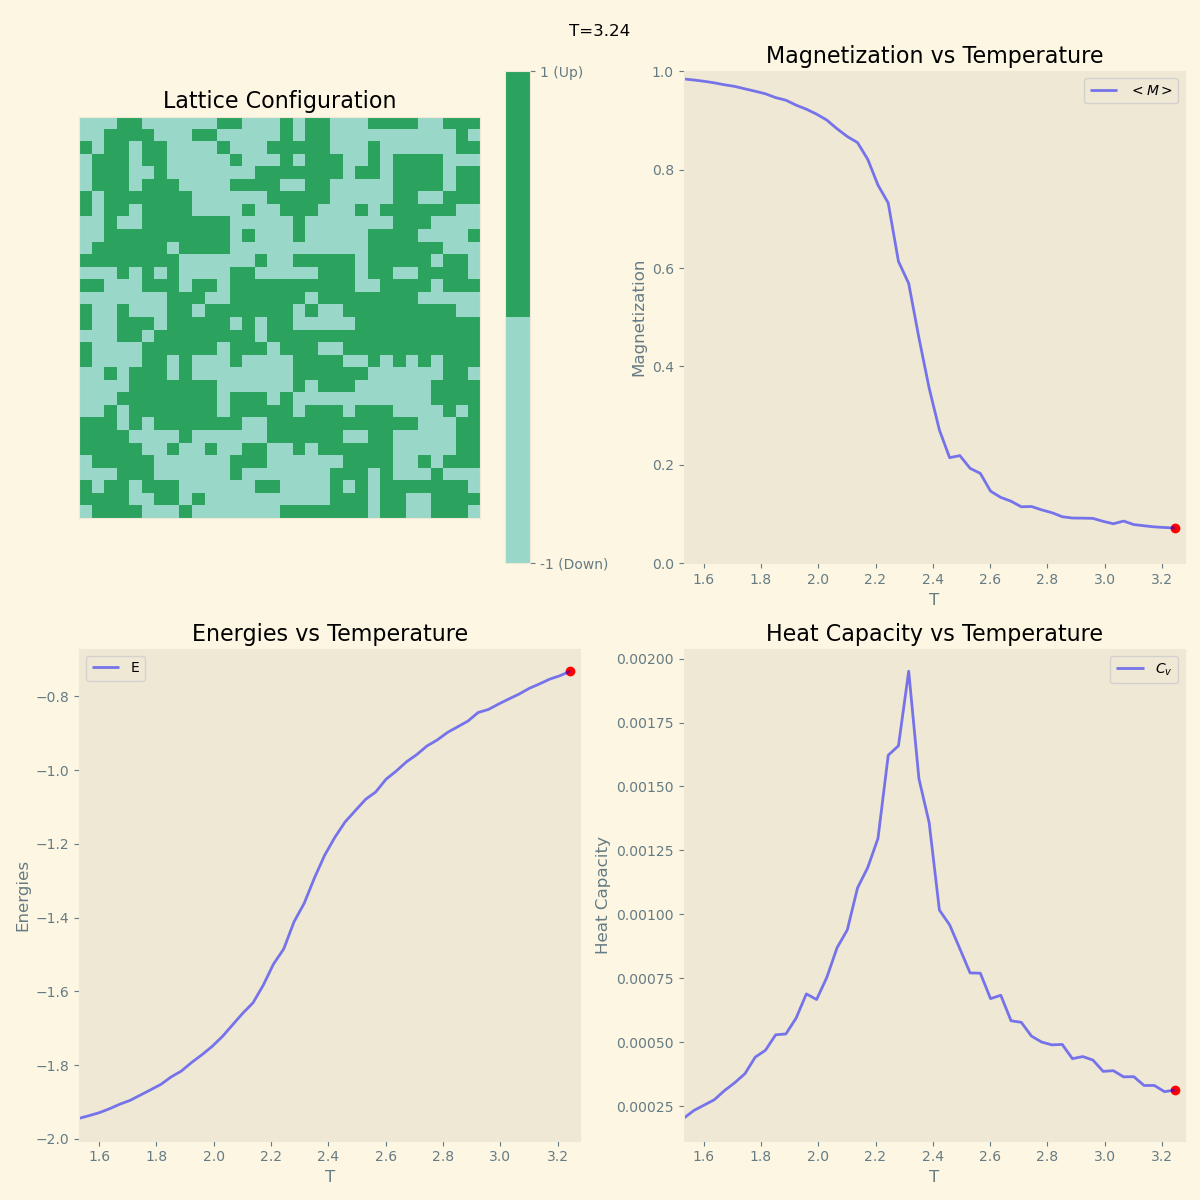 T=3.24
Lattice Configuration
1 (Up)
-1 (Down)
Magnetization vs Temperature
<M>
Magnetization
1.0
0.8
0.6
0.4
0.2
0.0
1.6 1.8 2.0 2.2 2.4 2.6 2.8 3.0 3.2
T
Energies vs Temperature
E
Energies
−0.8
−1.0
−1.2
−1.4
−1.6
−1.8
−2.0
1.6 1.8 2.0 2.2 2.4 2.6 2.8 3.0 3.2
T
Heat Capacity vs Temperature
Cv
Heat Capacity
0.00200
0.00175
0.00150
0.00125
0.00100
0.00075
0.00050
0.00025
1.6 1.8 2.0 2.2 2.4 2.6 2.8 3.0 3.2
T